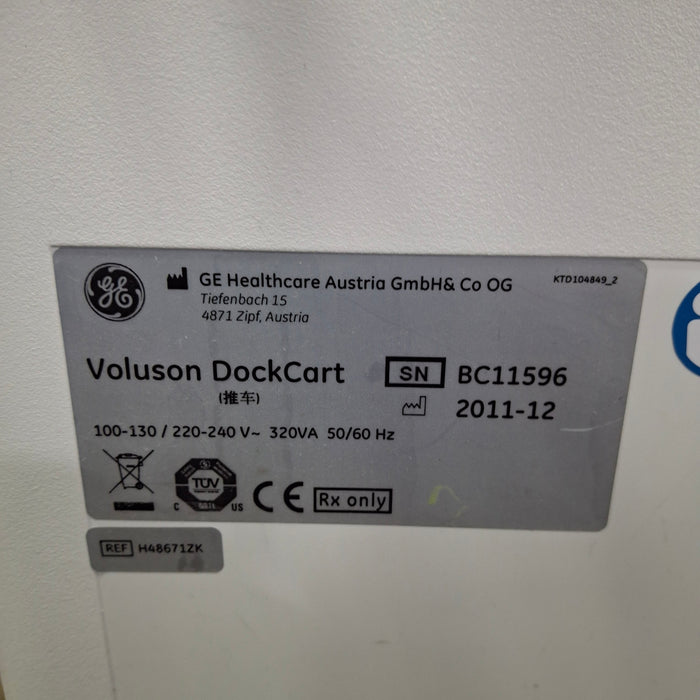 GE
GE Healthcare Austria GmbH& Co OG
KTD104849_2
Tiefenbach 15
4871 Zipf, Austria
Voluson DockCart
(推车)
SN BC11596
2011-12
100-130 / 220-240 V~ 320VA 50/60 Hz
TÜV
C US
CE
Rx only
REF H48671ZK